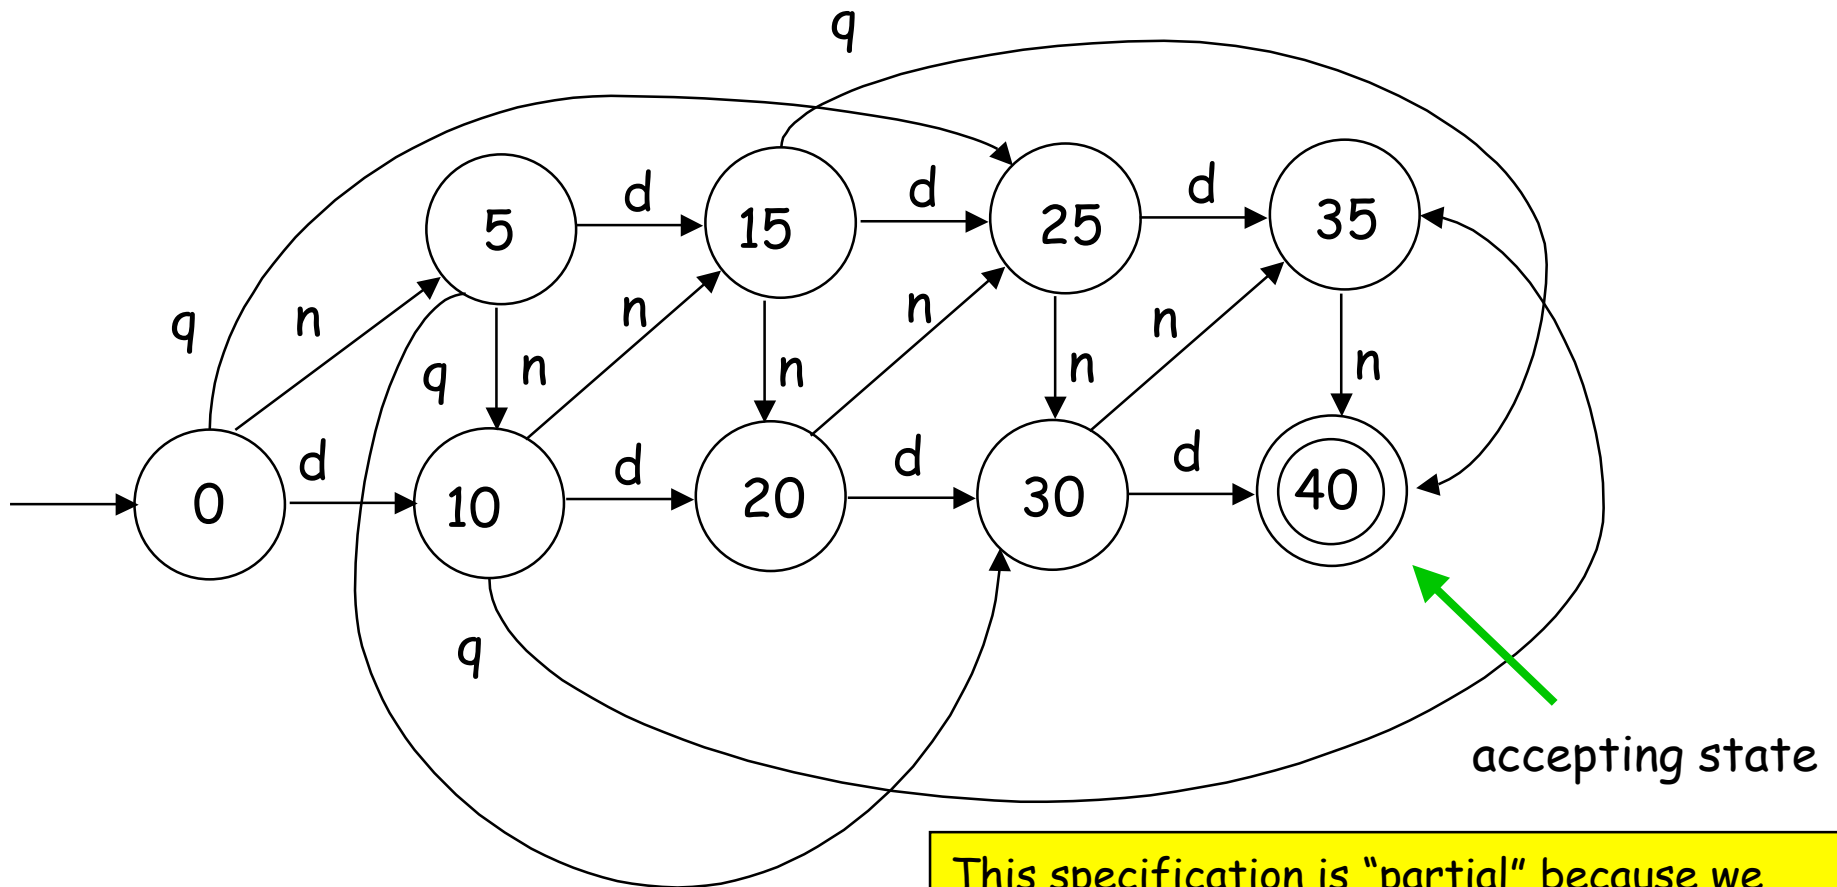 q
5
d
15
d
25
d
35
q
n
q
n
n
n
n
n
n
n
0
d
10
d
20
d
30
d
40
q
accepting state
This specification is “partial” because we